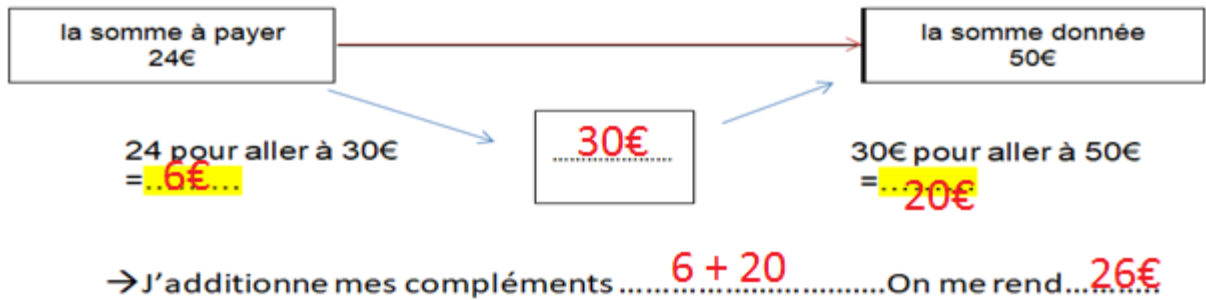 la somme à payer
24€
la somme donnée
50€
30€
24 pour aller à 30€
=...6€...
30€ pour aller à 50€
=...20€...
→J'additionne mes compléments ...6 + 20...On me rend...26€